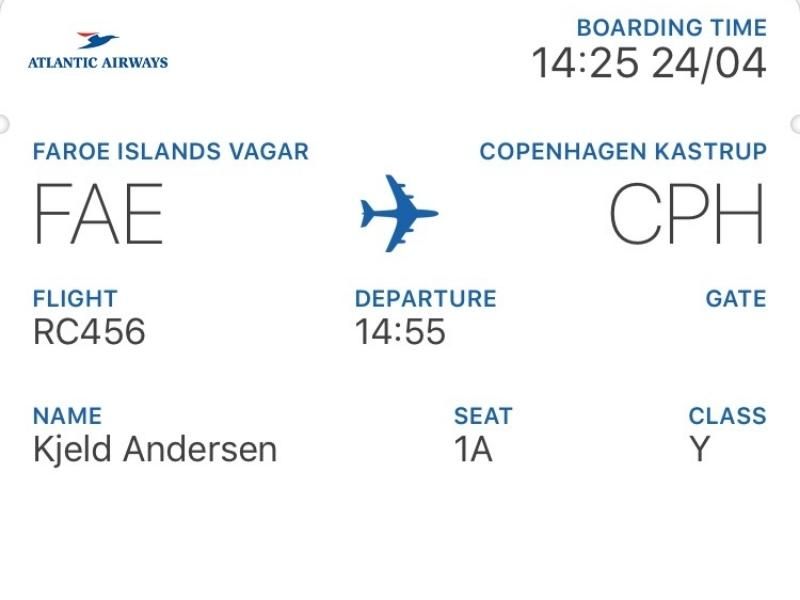 ATLANTIC AIRWAYS
BOARDING TIME
14:25 24/04
FAROE ISLANDS VAGAR
COPENHAGEN KASTRUP
FAE
CPH
FLIGHT
DEPARTURE
GATE
RC456
14:55
NAME
SEAT
CLASS
Kjeld Andersen
1A
Y